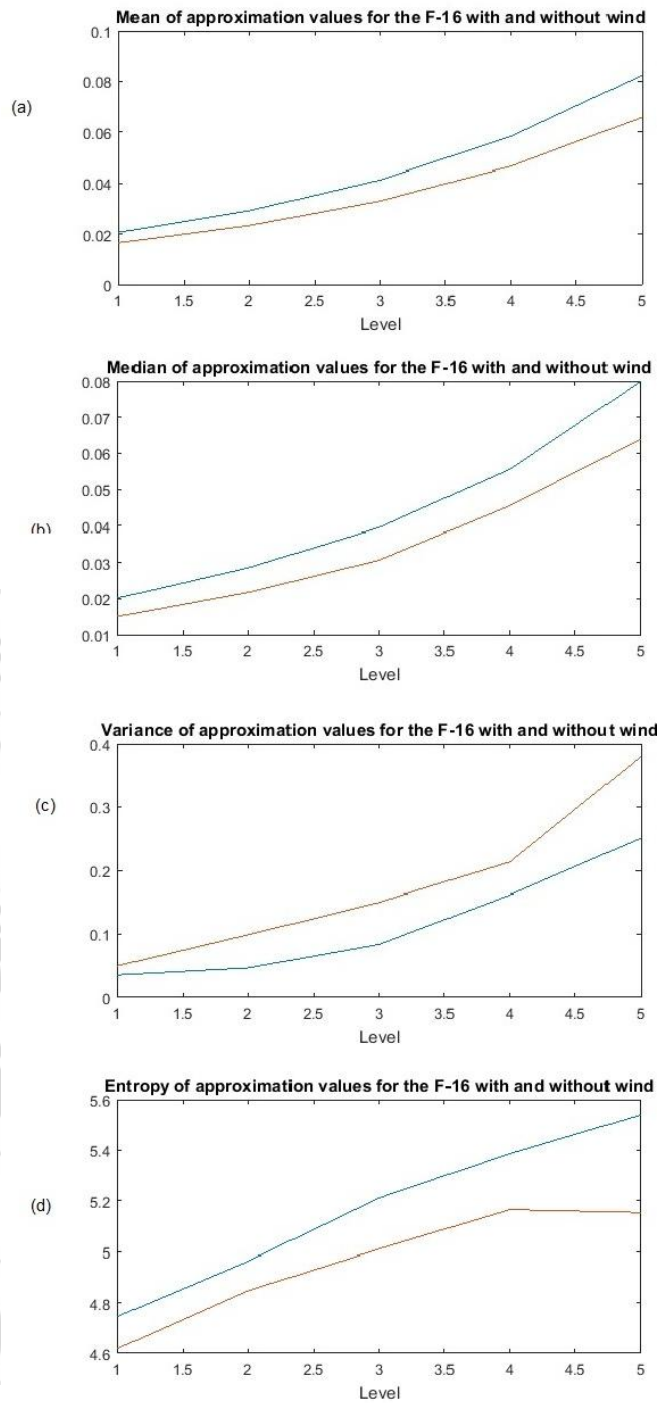 Mean of approximation values for the F-16 with and without wind
(a)
0.1
0.08
0.06
0.04
0.02
0
1 1.5 2 2.5 3 3.5 4 4.5 5
Level
Median of approximation values for the F-16 with and without wind
(b)
0.08
0.07
0.06
0.05
0.04
0.03
0.02
0.01
1 1.5 2 2.5 3 3.5 4 4.5 5
Level
Variance of approximation values for the F-16 with and without wind
(c)
0.4
0.3
0.2
0.1
0
1 1.5 2 2.5 3 3.5 4 4.5 5
Level
Entropy of approximation values for the F-16 with and without wind
(d)
5.6
5.4
5.2
5
4.8
4.6
1 1.5 2 2.5 3 3.5 4 4.5 5
Level